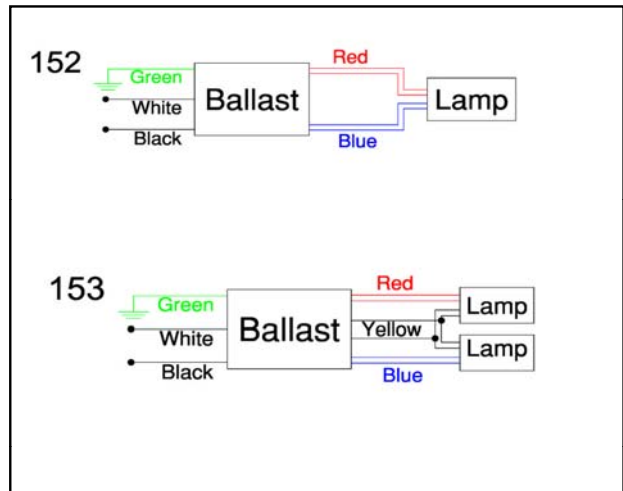 152
Green
White
Black
Ballast
Red
Blue
Lamp
153
Green
White
Black
Ballast
Red
Yellow
Blue
Lamp
Lamp